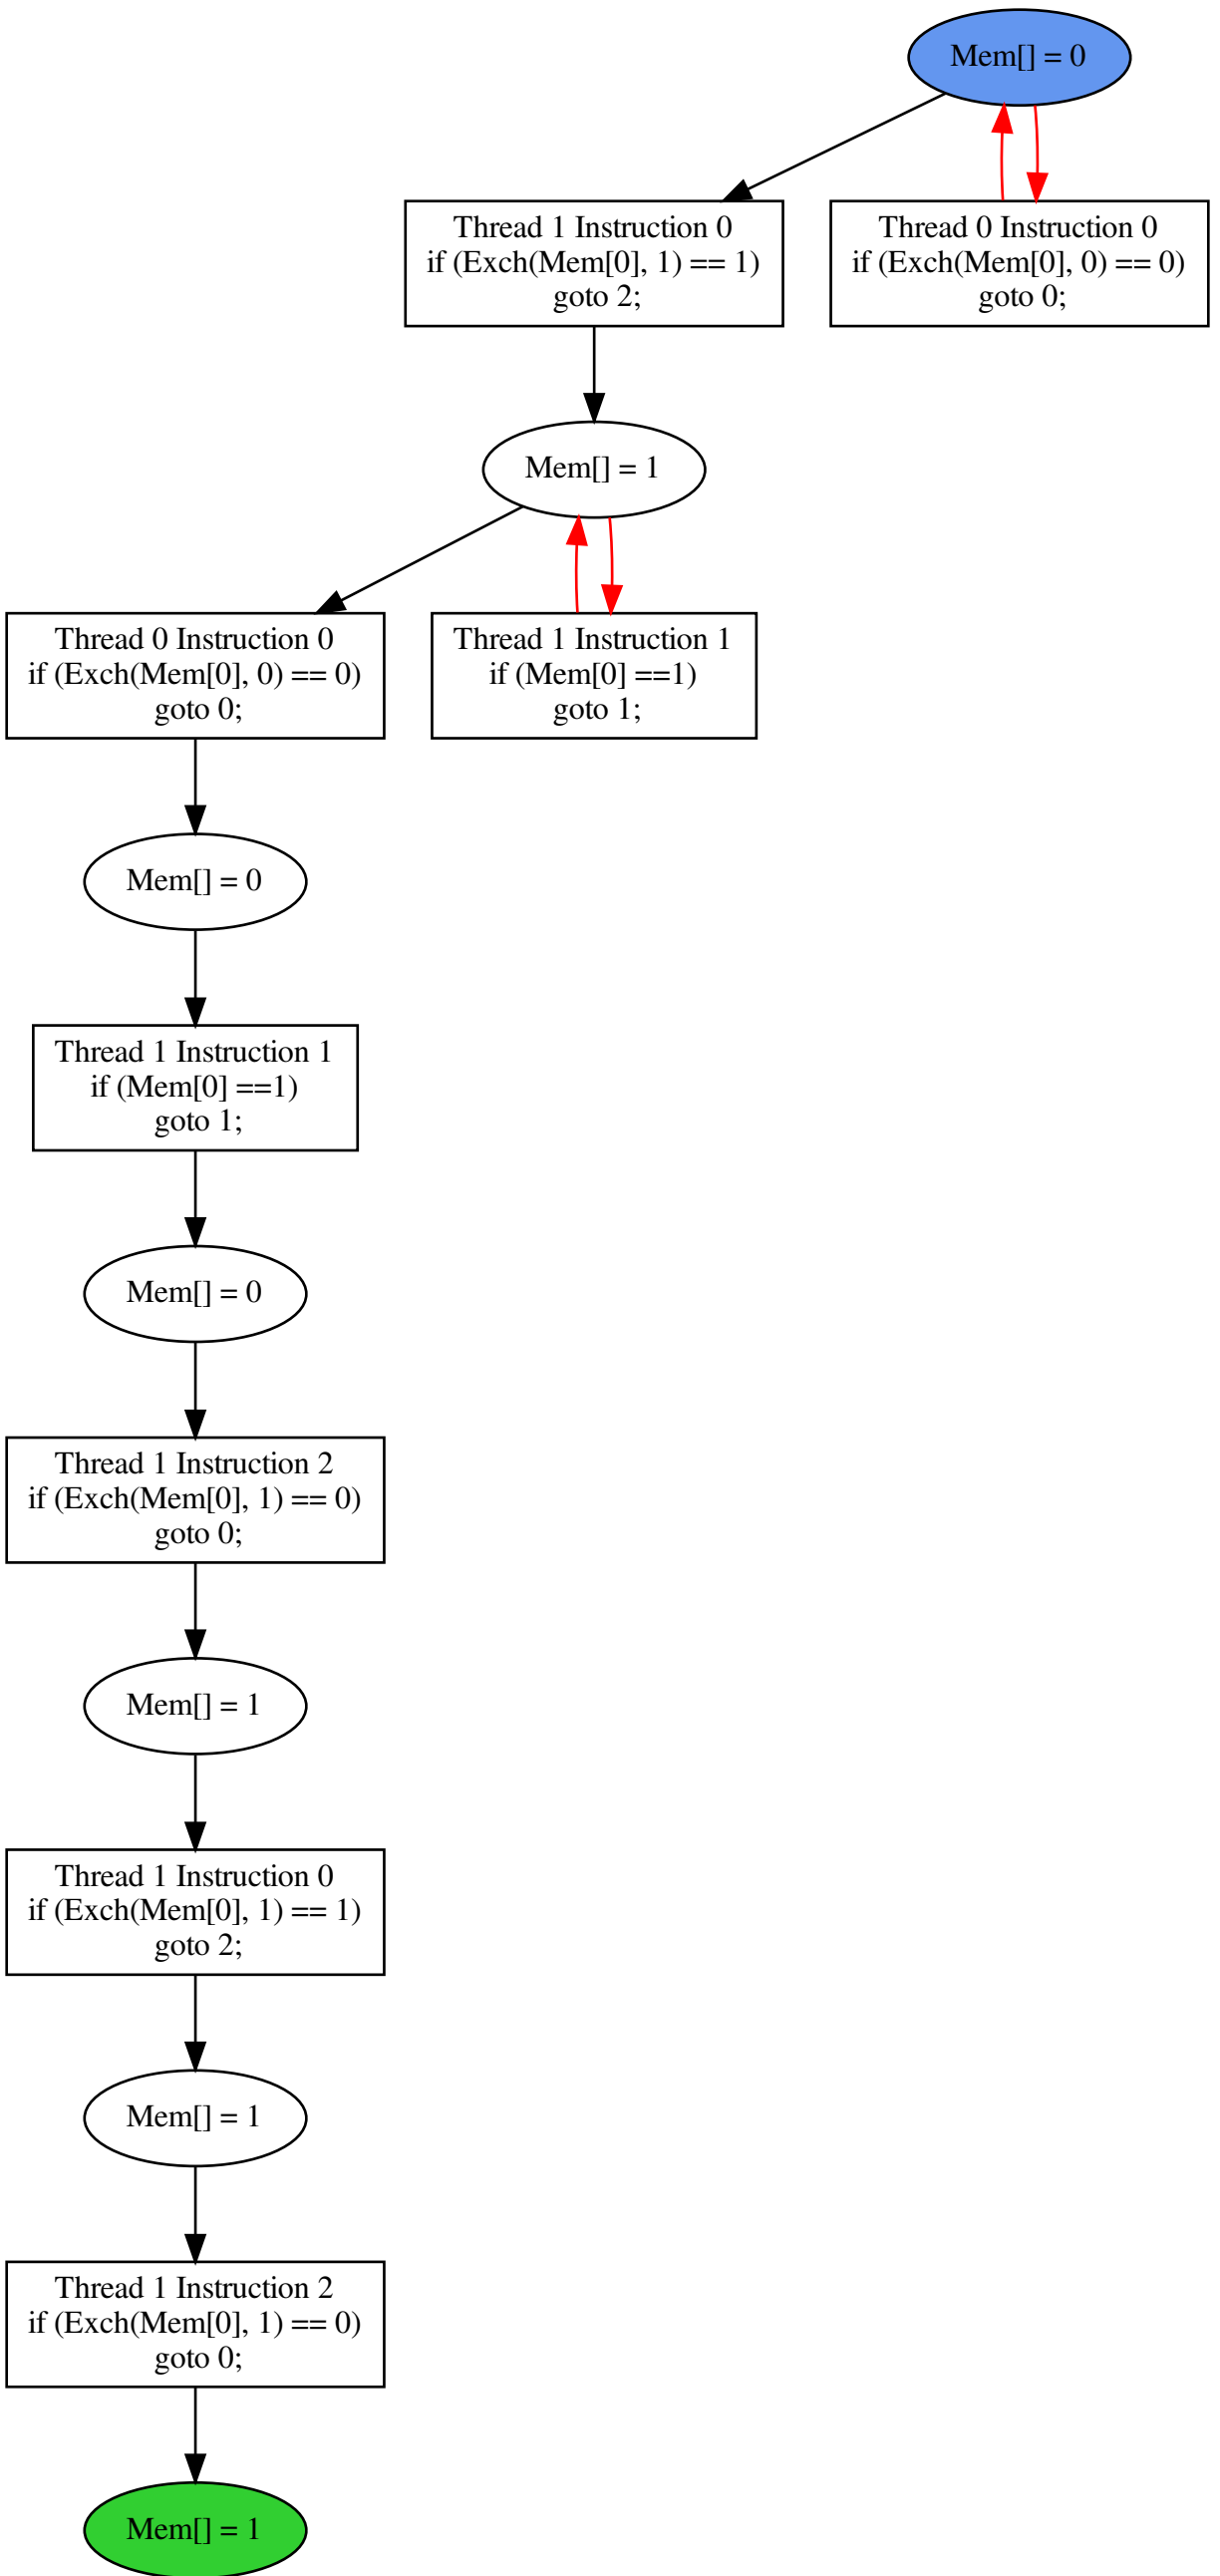 Mem[] = 0
Thread 1 Instruction 0
if (Exch(Mem[0], 1) == 1)
goto 2;
Thread 0 Instruction 0
if (Exch(Mem[0], 0) == 0)
goto 0;
Mem[] = 1
Thread 0 Instruction 0
if (Exch(Mem[0], 0) == 0)
goto 0;
Thread 1 Instruction 1
if (Mem[0] ==1)
goto 1;
Mem[] = 0
Thread 1 Instruction 1
if (Mem[0] ==1)
goto 1;
Mem[] = 0
Thread 1 Instruction 2
if (Exch(Mem[0], 1) == 0)
goto 0;
Mem[] = 1
Thread 1 Instruction 0
if (Exch(Mem[0], 1) == 1)
goto 2;
Mem[] = 1
Thread 1 Instruction 2
if (Exch(Mem[0], 1) == 0)
goto 0;
Mem[] = 1